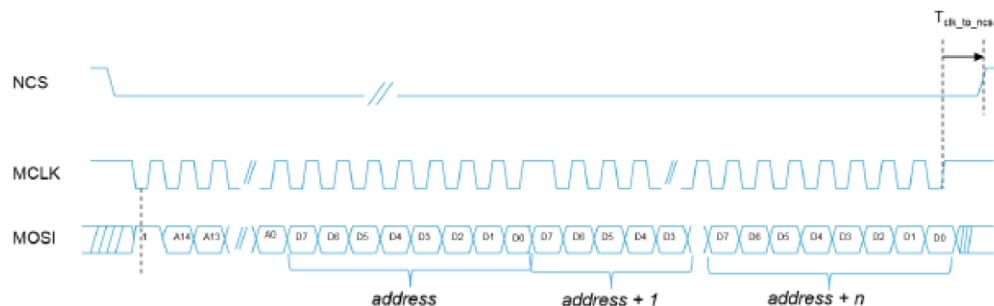 T clk_to_ncs
NCS
MCLK
MOSI 1 A14 A13 A0 D7 D6 D5 D4 D3 D2 D1 D0 D7 D6 D5 D4 D3 D7 D6 D5 D4 D3 D2 D1 D0
address address + 1 address + n